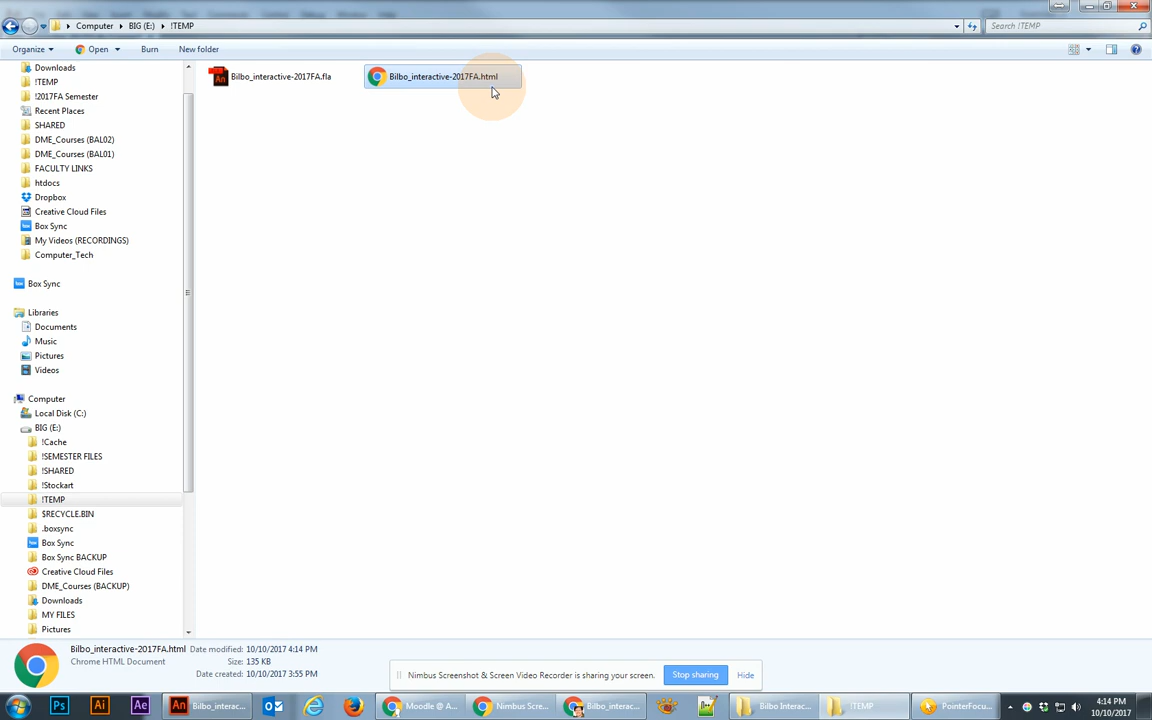 Computer ▸ BIG (E:) ▸ !TEMP
Search !TEMP
Organize
Open
Burn
New folder
Downloads
!TEMP
!2017FA Semester
Recent Places
SHARED
DME_Courses (BAL02)
DME_Courses (BAL01)
FACULTY LINKS
htdocs
Dropbox
Creative Cloud Files
Box Sync
My Videos (RECORDINGS)
Computer_Tech
Box Sync
Libraries
Documents
Music
Pictures
Videos
Computer
Local Disk (C:)
BIG (E:)
!Cache
!SEMESTER FILES
!SHARED
!Stockart
!TEMP
$RECYCLE.BIN
.boxsync
Box Sync
Box Sync BACKUP
Creative Cloud Files
DME_Courses (BACKUP)
Downloads
MY FILES
Pictures
Bilbo_interactive-2017FA.fla
Bilbo_interactive-2017FA.html
Bilbo_interactive-2017FA.html Date modified: 10/10/2017 4:14 PM
Chrome HTML Document Size: 135 KB
Date created: 10/10/2017 3:55 PM
Nimbus Screenshot & Screen Video Recorder is sharing your screen.
Stop sharing
Hide
Ps
Ai
Ae
An
Bilbo_interac...
Moodle @ A...
Nimbus Scre...
Bilbo_interac...
Bilbo Interac...
!TEMP
PointerFocu...
4:14 PM
10/10/2017